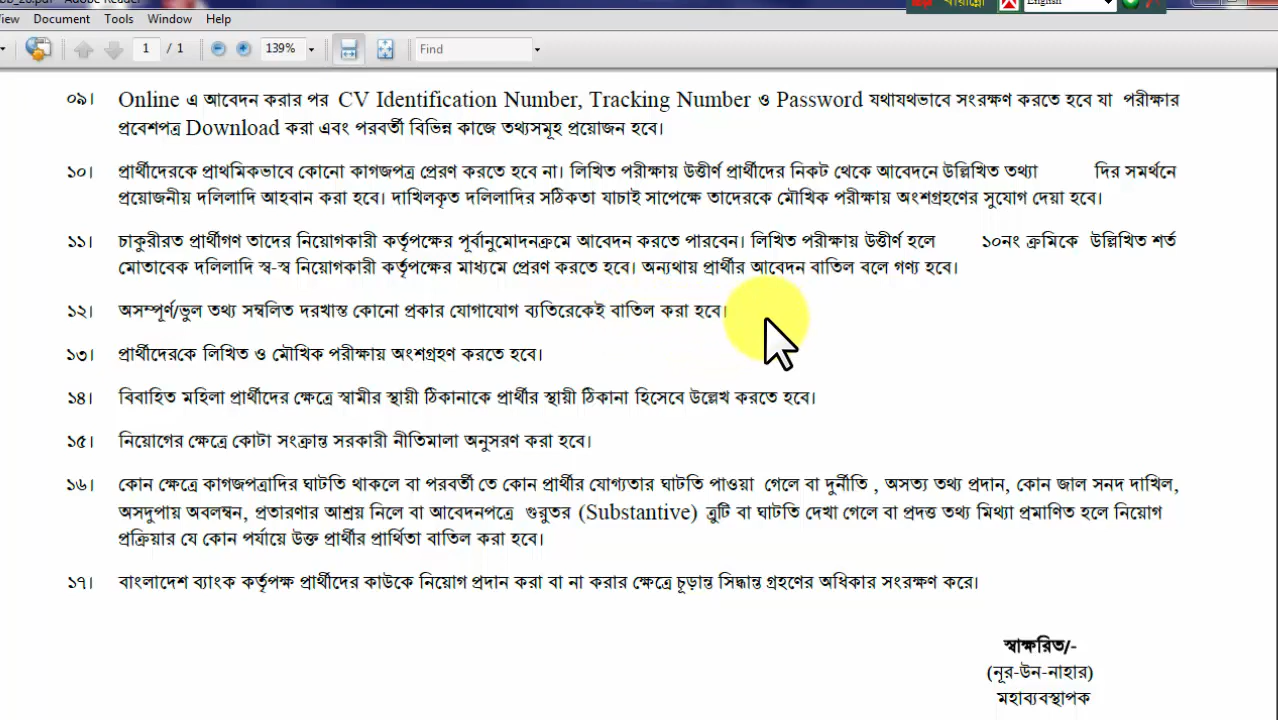 Document Tools Window Help
1 / 1 139% Find
English
০৯। Online এ আবেদন করার পর CV Identification Number, Tracking Number ও Password যথাযথভাবে সংরক্ষণ করতে হবে যা পরীক্ষার
প্রবেশপত্র Download করা এবং পরবর্তী বিভিন্ন কাজে তথ্যসমূহ প্রয়োজন হবে।
১০। প্রার্থীদেরকে প্রাথমিকভাবে কোনো কাগজপত্র প্রেরণ করতে হবে না। লিখিত পরীক্ষায় উত্তীর্ণ প্রার্থীদের নিকট থেকে আবেদনে উল্লিখিত তথ্যা দির সমর্থনে
প্রয়োজনীয় দলিলাদি আহবান করা হবে। দাখিলকৃত দলিলাদির সঠিকতা যাচাই সাপেক্ষে তাদেরকে মৌখিক পরীক্ষায় অংশগ্রহণের সুযোগ দেয়া হবে।
১১। চাকুরীরত প্রার্থীগণ তাদের নিয়োগকারী কর্তৃপক্ষের পূর্বানুমোদনক্রমে আবেদন করতে পারবেন। লিখিত পরীক্ষায় উত্তীর্ণ হলে ১০নং ক্রমিকে উল্লিখিত শর্ত
মোতাবেক দলিলাদি স্ব-স্ব নিয়োগকারী কর্তৃপক্ষের মাধ্যমে প্রেরণ করতে হবে। অন্যথায় প্রার্থীর আবেদন বাতিল বলে গণ্য হবে।
১২। অসম্পূর্ণ/ভুল তথ্য সম্বলিত দরখাস্ত কোনো প্রকার যোগাযোগ ব্যতিরেকেই বাতিল করা হবে।
১৩। প্রার্থীদেরকে লিখিত ও মৌখিক পরীক্ষায় অংশগ্রহণ করতে হবে।
১৪। বিবাহিত মহিলা প্রার্থীদের ক্ষেত্রে স্বামীর স্থায়ী ঠিকানাকে প্রার্থীর স্থায়ী ঠিকানা হিসেবে উল্লেখ করতে হবে।
১৫। নিয়োগের ক্ষেত্রে কোটা সংক্রান্ত সরকারী নীতিমালা অনুসরণ করা হবে।
১৬। কোন ক্ষেত্রে কাগজপত্রাদির ঘাটতি থাকলে বা পরবর্তী তে কোন প্রার্থীর যোগ্যতার ঘাটতি পাওয়া গেলে বা দুর্নীতি , অসত্য তথ্য প্রদান, কোন জাল সনদ দাখিল,
অসদুপায় অবলম্বন, প্রতারণার আশ্রয় নিলে বা আবেদনপত্রে গুরুতর (Substantive) ত্রুটি বা ঘাটতি দেখা গেলে বা প্রদত্ত তথ্য মিথ্যা প্রমাণিত হলে নিয়োগ
প্রক্রিয়ার যে কোন পর্যায়ে উক্ত প্রার্থীর প্রার্থিতা বাতিল করা হবে।
১৭। বাংলাদেশ ব্যাংক কর্তৃপক্ষ প্রার্থীদের কাউকে নিয়োগ প্রদান করা বা না করার ক্ষেত্রে চূড়ান্ত সিদ্ধান্ত গ্রহণের অধিকার সংরক্ষণ করে।
স্বাক্ষরিত/-
(নূর-উন-নাহার)
মহাব্যবস্থাপক